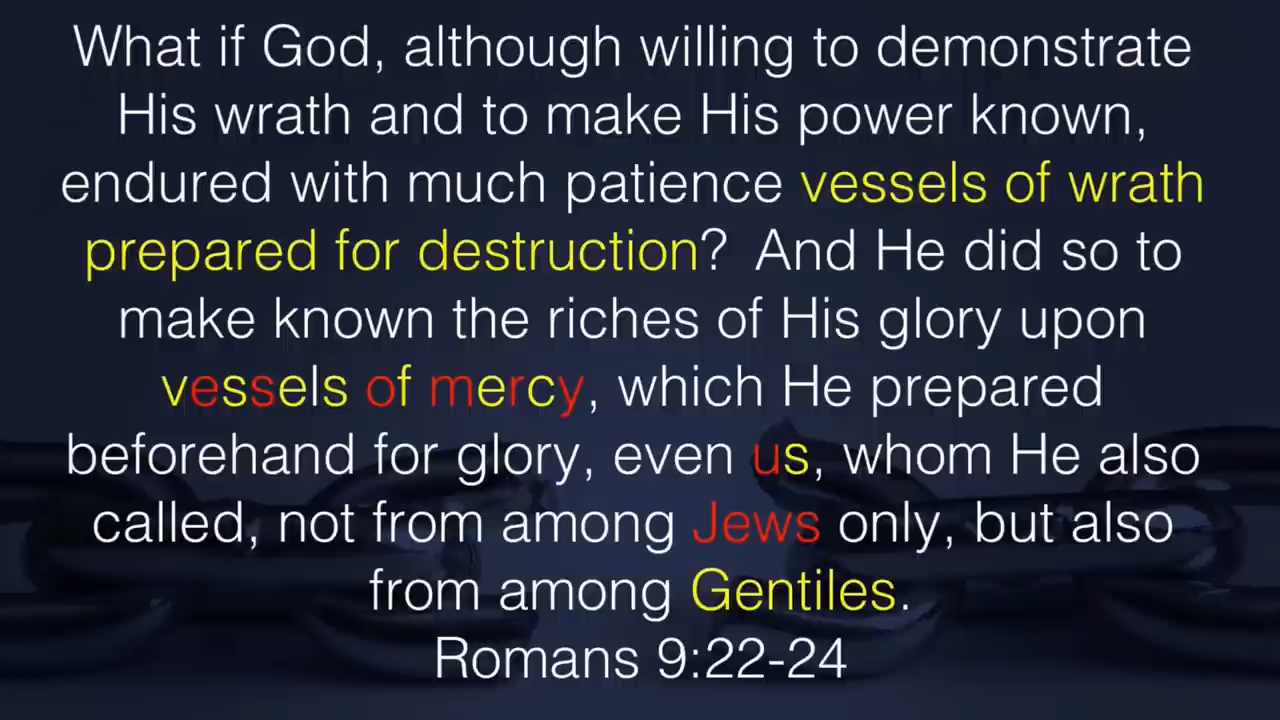 What if God, although willing to demonstrate
His wrath and to make His power known,
endured with much patience vessels of wrath
prepared for destruction?  And He did so to
make known the riches of His glory upon
vessels of mercy, which He prepared
beforehand for glory, even us, whom He also
called, not from among Jews only, but also
from among Gentiles.
Romans 9:22-24